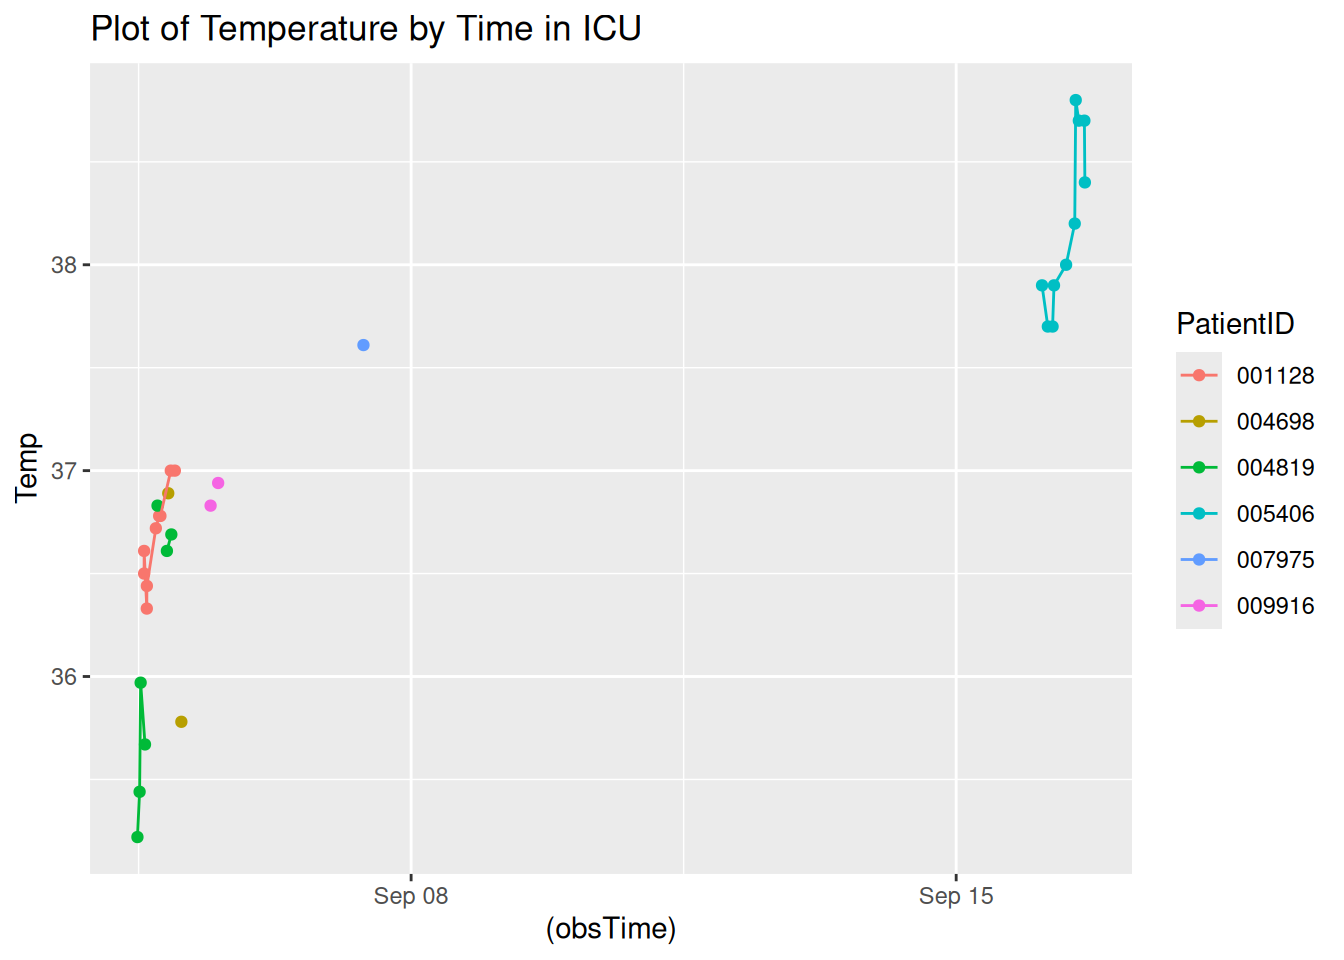 Plot of Temperature by Time in ICU
Temp
38
37
36
Sep 08
Sep 15
(obsTime)
PatientID
001128
004698
004819
005406
007975
009916